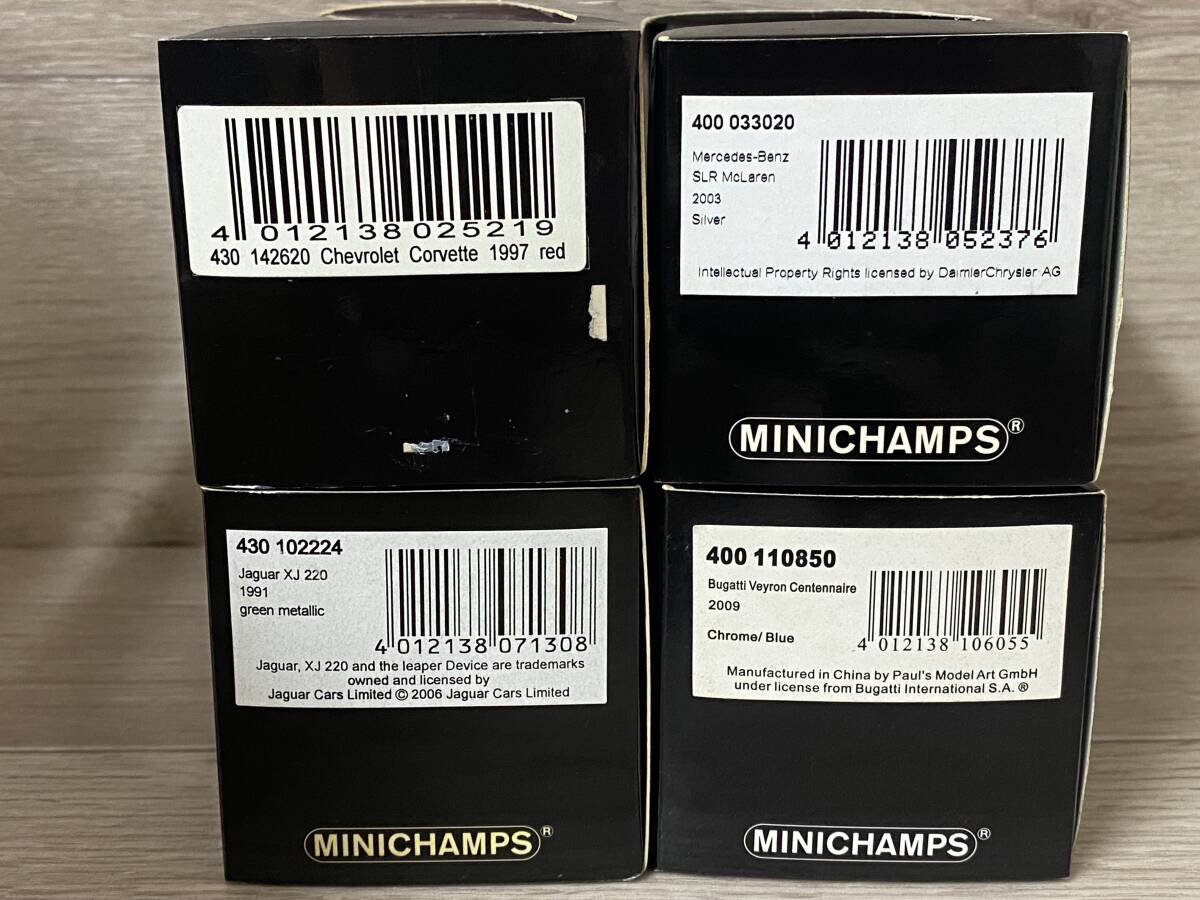 4 012138 025219
430 142620 Chevrolet Corvette 1997 red
400 033020
Mercedes-Benz
SLR McLaren
2003
Silver
4 012138 052376
Intellectual Property Rights licensed by DaimlerChrysler AG
MINICHAMPS®
430 102224
Jaguar XJ 220
1991
green metallic
4 012138 071308
Jaguar, XJ 220 and the leaper Device are trademarks
owned and licensed by
Jaguar Cars Limited © 2006 Jaguar Cars Limited
MINICHAMPS®
400 110850
Bugatti Veyron Centennaire
2009
Chrome/ Blue
4 012138 106055
Manufactured in China by Paul's Model Art GmbH
under license from Bugatti International S.A. ®
MINICHAMPS®